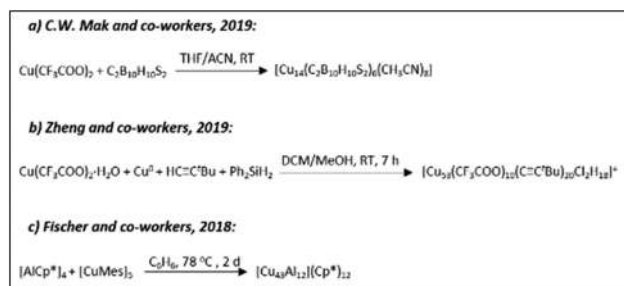 a) C.W. Mak and co-workers, 2019:
THF/ACN, RT
Cu(CF₃COO)₂ + C₂B₁₀H₁₀S₂ → [Cu₁₄(C₂B₁₀H₁₀S₂)₆(CH₃CN)₈]
b) Zheng and co-workers, 2019:
DCM/MeOH, RT, 7 h
Cu(CF₃COO)₂·H₂O + Cu⁰ + HC≡CᵗBu + Ph₂SiH₂ → [Cu₅₃(CF₃COO)₁₀(C≡CᵗBu)₂₀Cl₂H₁₈]⁺
c) Fischer and co-workers, 2018:
C₆H₆, 78 °C, 2 d
[AlCp*]₄ + [CuMes]₅ → [Cu₄₃Al₁₂](Cp*)₁₂